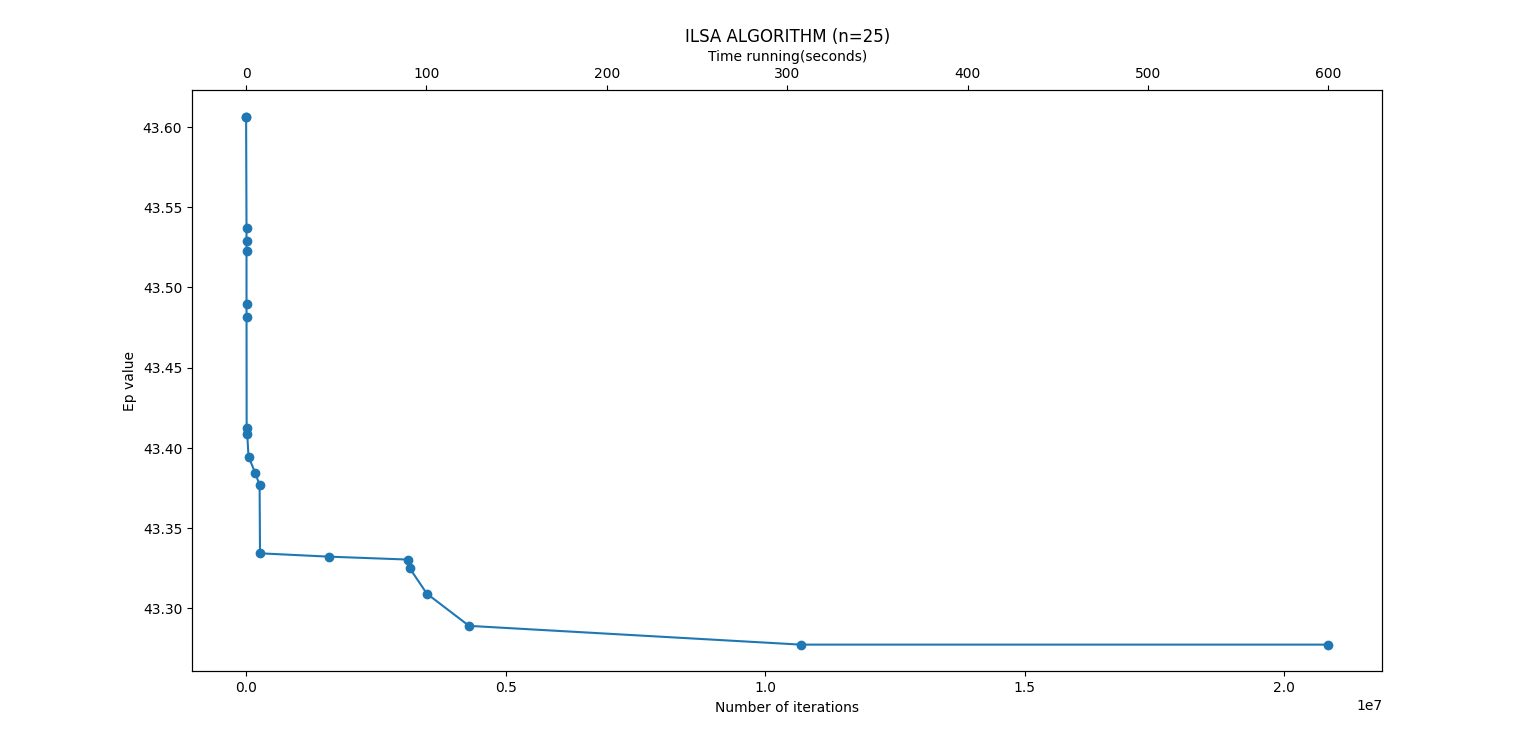 ILSA ALGORITHM (n=25)
Time running(seconds)
0 100 200 300 400 500 600
43.60
43.55
43.50
43.45
43.40
43.35
43.30
Ep value
0.0 0.5 1.0 1.5 2.0
1e7
Number of iterations